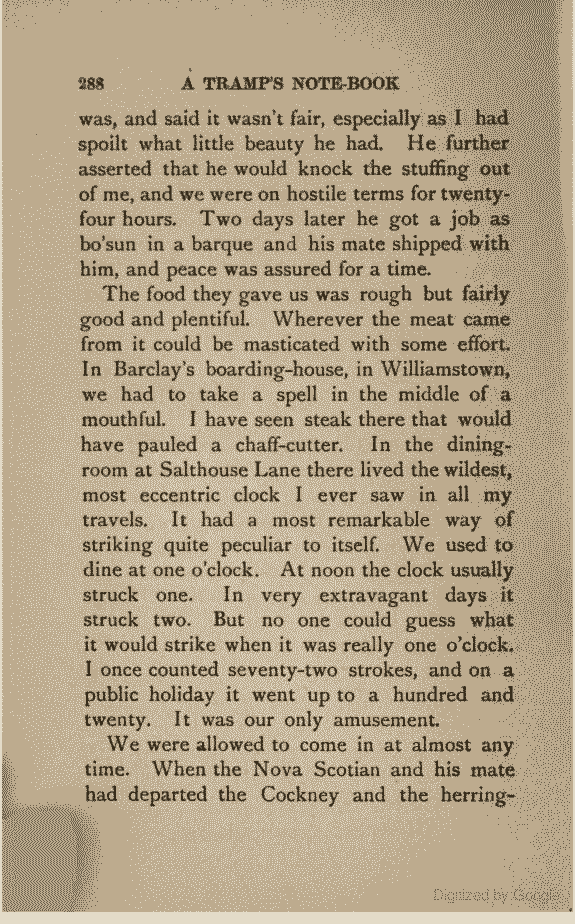 288 A TRAMP'S NOTE-BOOK
was, and said it wasn't fair, especially as I had
spoilt what little beauty he had. He further
asserted that he would knock the stuffing out
of me, and we were on hostile terms for twenty-
four hours. Two days later he got a job as
bo'sun in a barque and his mate shipped with
him, and peace was assured for a time.
The food they gave us was rough but fairly
good and plentiful. Wherever the meat came
from it could be masticated with some effort.
In Barclay's boarding-house, in Williamstown,
we had to take a spell in the middle of a
mouthful. I have seen steak there that would
have pauled a chaff-cutter. In the dining-
room at Salthouse Lane there lived the wildest,
most eccentric clock I ever saw in all my
travels. It had a most remarkable way of
striking quite peculiar to itself. We used to
dine at one o'clock. At noon the clock usually
struck one. In very extravagant days it
struck two. But no one could guess what
it would strike when it was really one o'clock.
I once counted seventy-two strokes, and on a
public holiday it went up to a hundred and
twenty. It was our only amusement.
We were allowed to come in at almost any
time. When the Nova Scotian and his mate
had departed the Cockney and the herring-
Digitized by Google